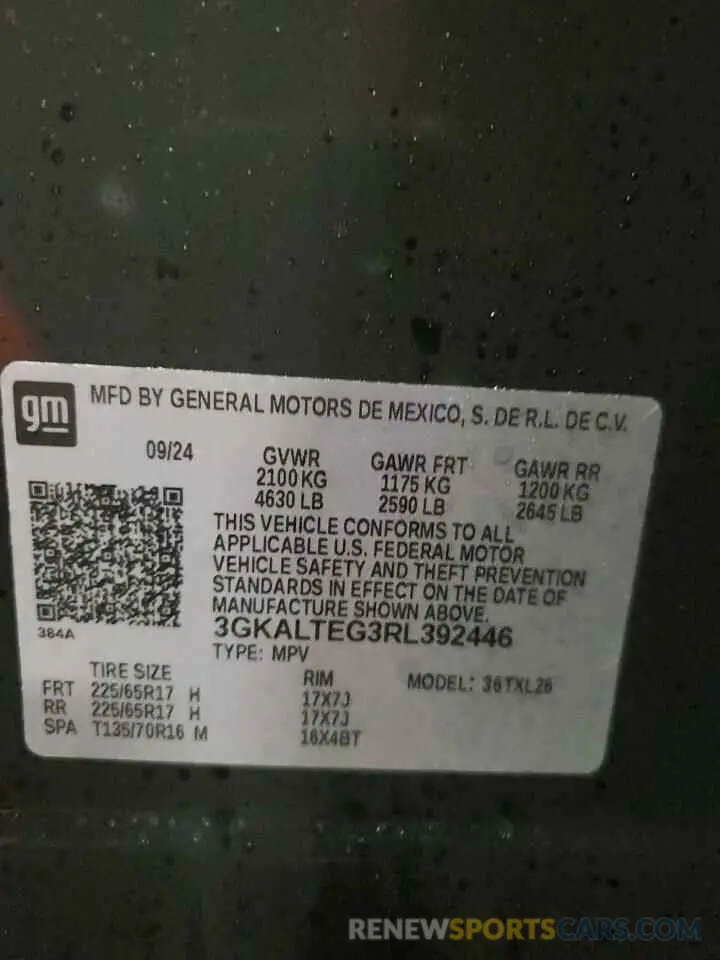 gm
MFD BY GENERAL MOTORS DE MEXICO, S. DE R.L. DE C.V.
09/24 GVWR GAWR FRT GAWR RR
2100 KG 1175 KG 1200 KG
4630 LB 2590 LB 2645 LB
THIS VEHICLE CONFORMS TO ALL
APPLICABLE U.S. FEDERAL MOTOR
VEHICLE SAFETY AND THEFT PREVENTION
STANDARDS IN EFFECT ON THE DATE OF
MANUFACTURE SHOWN ABOVE.
384A
3GKALTEG3RL392446
TYPE: MPV
TIRE SIZE RIM MODEL: 36TXL26
FRT 225/65R17 H 17X7J
RR 225/65R17 H 17X7J
SPA T135/70R16 M 16X4BT
RENEWSPORTSCARS.COM